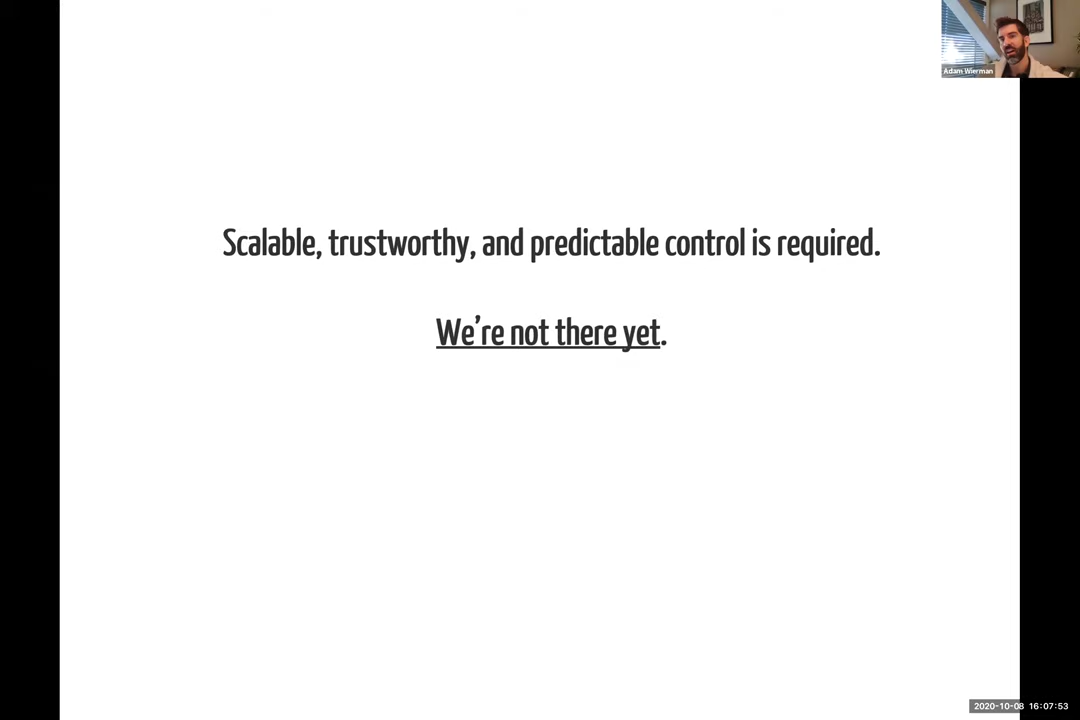 Adam Wierman
Scalable, trustworthy, and predictable control is required.
We're not there yet.
2020-10-08 16:07:53